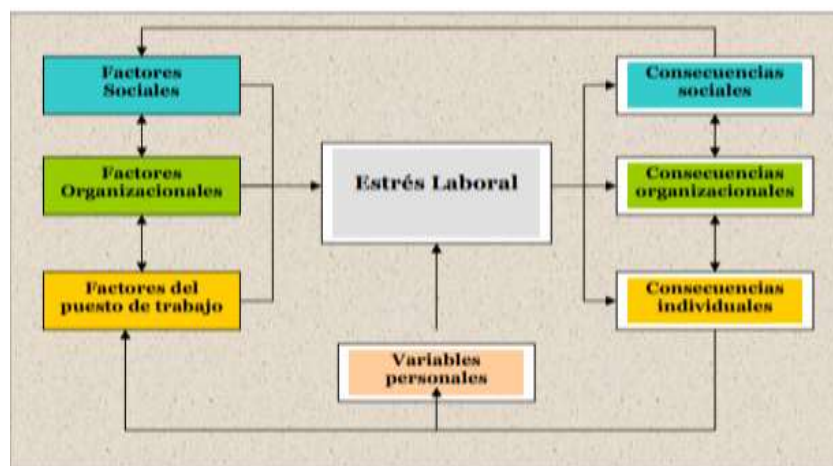 Factores
Sociales
Consecuencias
sociales
Factores
Organizacionales
Estrés Laboral
Consecuencias
organizacionales
Factores del
puesto de trabajo
Consecuencias
individuales
Variables
personales